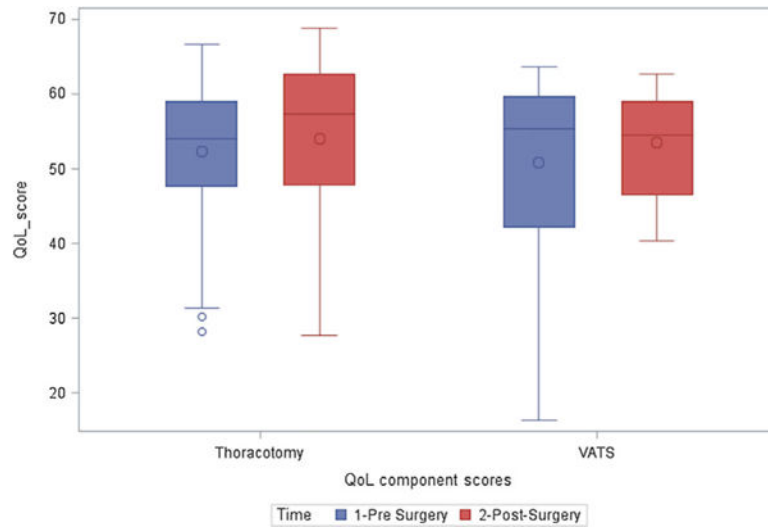 70
60
50
40
30
20
QoL_score
Thoracotomy VATS
QoL component scores
Time 1-Pre Surgery 2-Post-Surgery